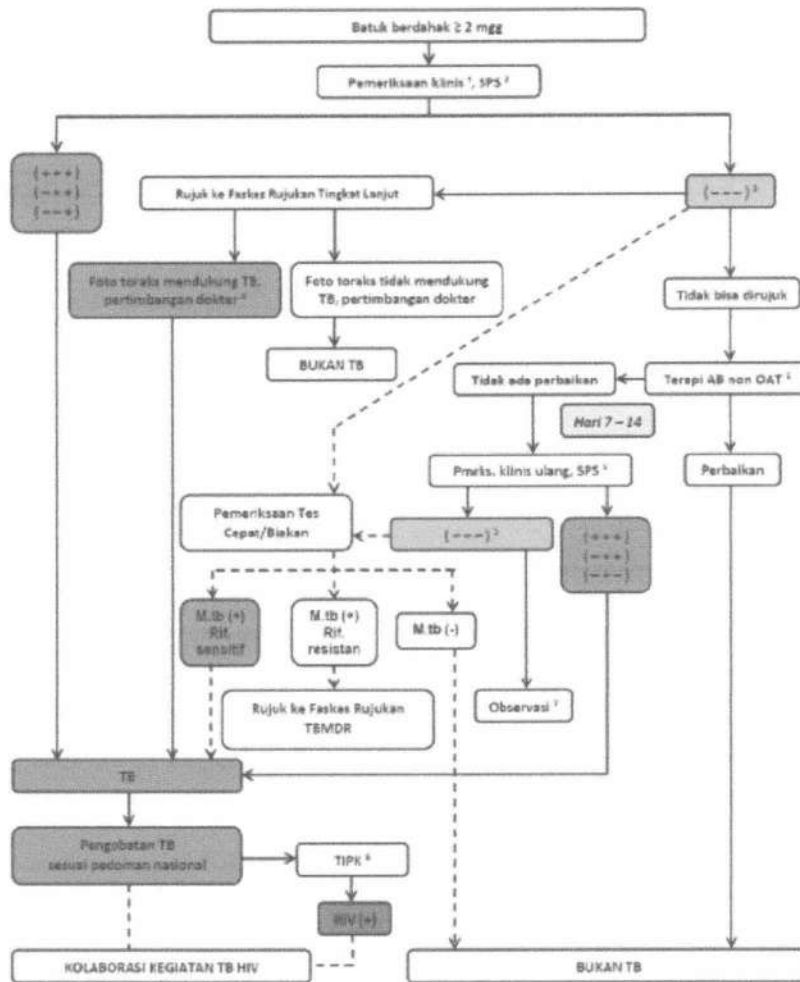 Batuk berdahak ≥ 2 mgg
Pemeriksaan klinis ¹, SPS ²
(+++)
(-++)
(--+)
Rujuk ke Faskes Rujukan Tingkat Lanjut
(---) ³
Foto toraks mendukung TB,
pertimbangan dokter ⁴
Foto toraks tidak mendukung
TB, pertimbangan dokter
Tidak bisa dirujuk
BUKAN TB
Tidak ada perbaikan
Terapi AB non OAT ⁵
Hari 7 – 14
Pmrks. klinis ulang, SPS
Perbaikan
Pemeriksaan Tes
Cepat/Biakan
(---) ³
(+++)
(-++)
(-+-)
M.tb (+)
Rif.
sensitif
M.tb (+)
Rif.
resistan
M.tb (-)
Rujuk ke Faskes Rujukan
TBMDR
Observasi ⁷
TB
Pengobatan TB
sesuai pedoman nasional
TIPK
HIV (+)
KOLABORASI KEGIATAN TB HIV
BUKAN TB